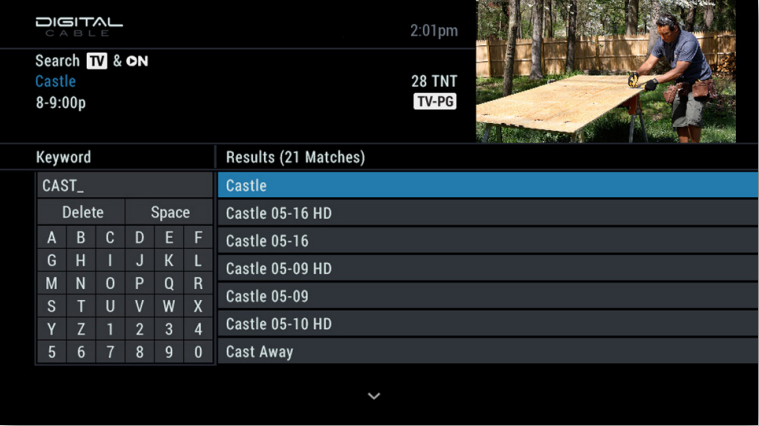 DIGITAL
CABLE
2:01pm
Search TV & ON
Castle
28 TNT
8-9:00p
TV-PG
Keyword
Results (21 Matches)
CAST_
Delete Space
A B C D E F
G H I J K L
M N O P Q R
S T U V W X
Y Z 1 2 3 4
5 6 7 8 9 0
Castle
Castle 05-16 HD
Castle 05-16
Castle 05-09 HD
Castle 05-09
Castle 05-10 HD
Cast Away